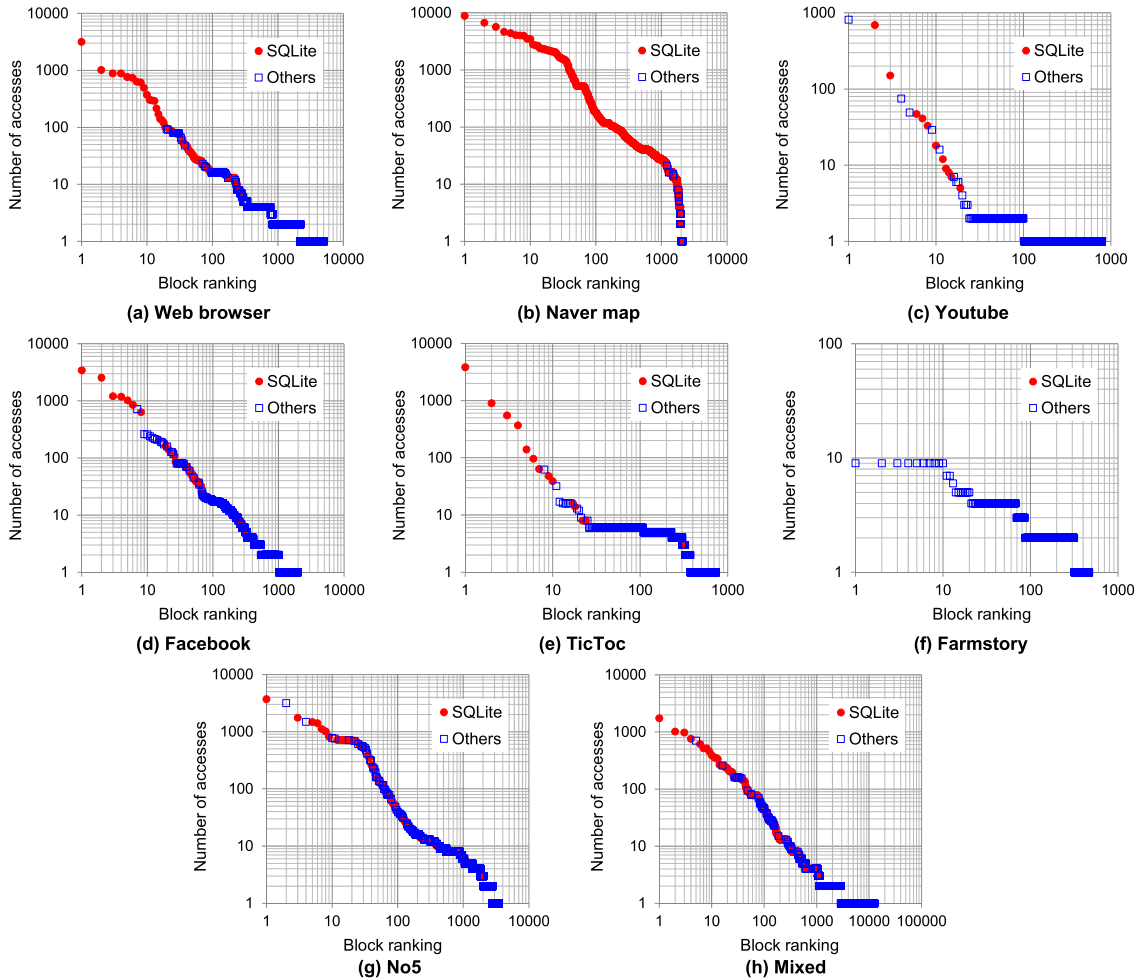 10000
1000
100
10
1
Number of accesses
SQLite
Others
1 10 100 1000 10000
Block ranking
(a) Web browser
10000
1000
100
10
1
Number of accesses
SQLite
Others
1 10 100 1000 10000
Block ranking
(b) Naver map
1000
100
10
1
Number of accesses
SQLite
Others
1 10 100 1000
Block ranking
(c) Youtube
10000
1000
100
10
1
Number of accesses
SQLite
Others
1 10 100 1000 10000
Block ranking
(d) Facebook
10000
1000
100
10
1
Number of accesses
SQLite
Others
1 10 100 1000
Block ranking
(e) TicToc
100
10
1
Number of accesses
SQLite
Others
1 10 100 1000
Block ranking
(f) Farmstory
10000
1000
100
10
1
Number of accesses
SQLite
Others
1 10 100 1000 10000
Block ranking
(g) No5
10000
1000
100
10
1
Number of accesses
SQLite
Others
1 10 100 1000 10000 100000
Block ranking
(h) Mixed